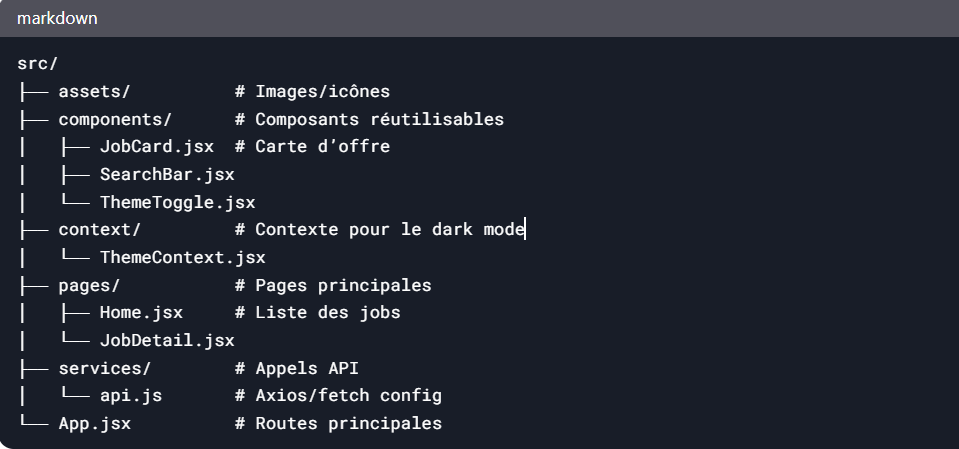 markdown
src/
├── assets/          # Images/icônes
├── components/      # Composants réutilisables
│   ├── JobCard.jsx  # Carte d’offre
│   ├── SearchBar.jsx
│   └── ThemeToggle.jsx
├── context/         # Contexte pour le dark mode
│   └── ThemeContext.jsx
├── pages/           # Pages principales
│   ├── Home.jsx     # Liste des jobs
│   └── JobDetail.jsx
├── services/        # Appels API
│   └── api.js       # Axios/fetch config
└── App.jsx          # Routes principales